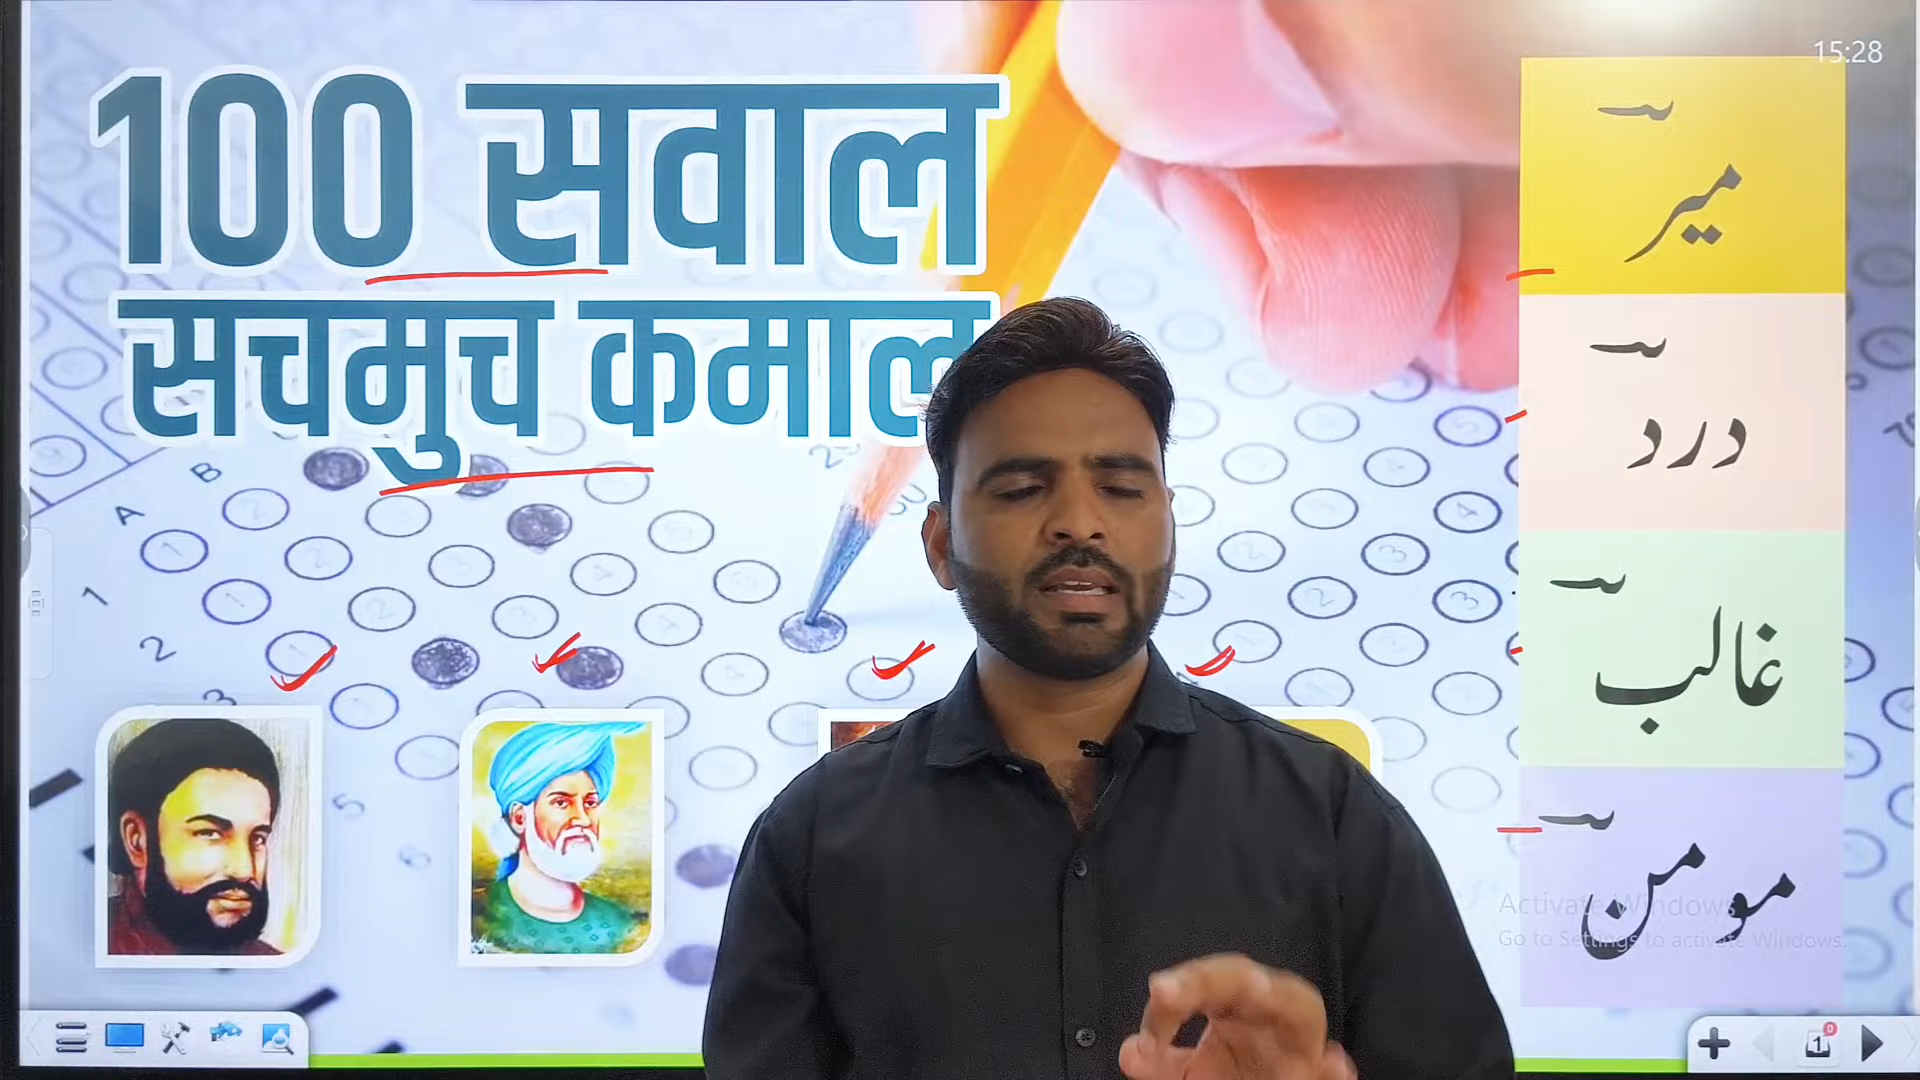 15:28
100 सवाल
सचमुच कमाल
میر
درد
غالب
مومن
Activate Windows
Go to Settings to activate Windows.